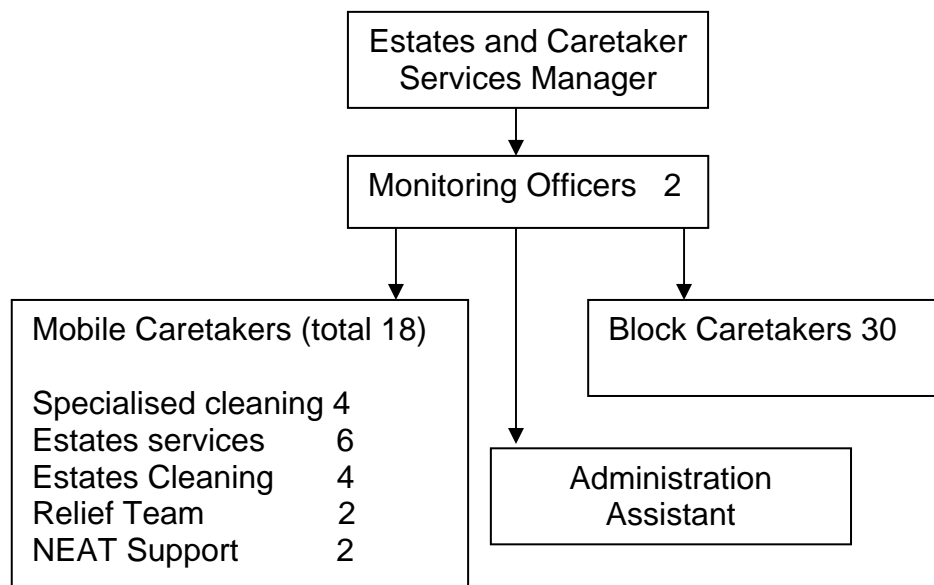 Estates and Caretaker
Services Manager
Monitoring Officers 2
Mobile Caretakers (total 18)
Specialised cleaning 4
Estates services 6
Estates Cleaning 4
Relief Team 2
NEAT Support 2
Block Caretakers 30
Administration
Assistant